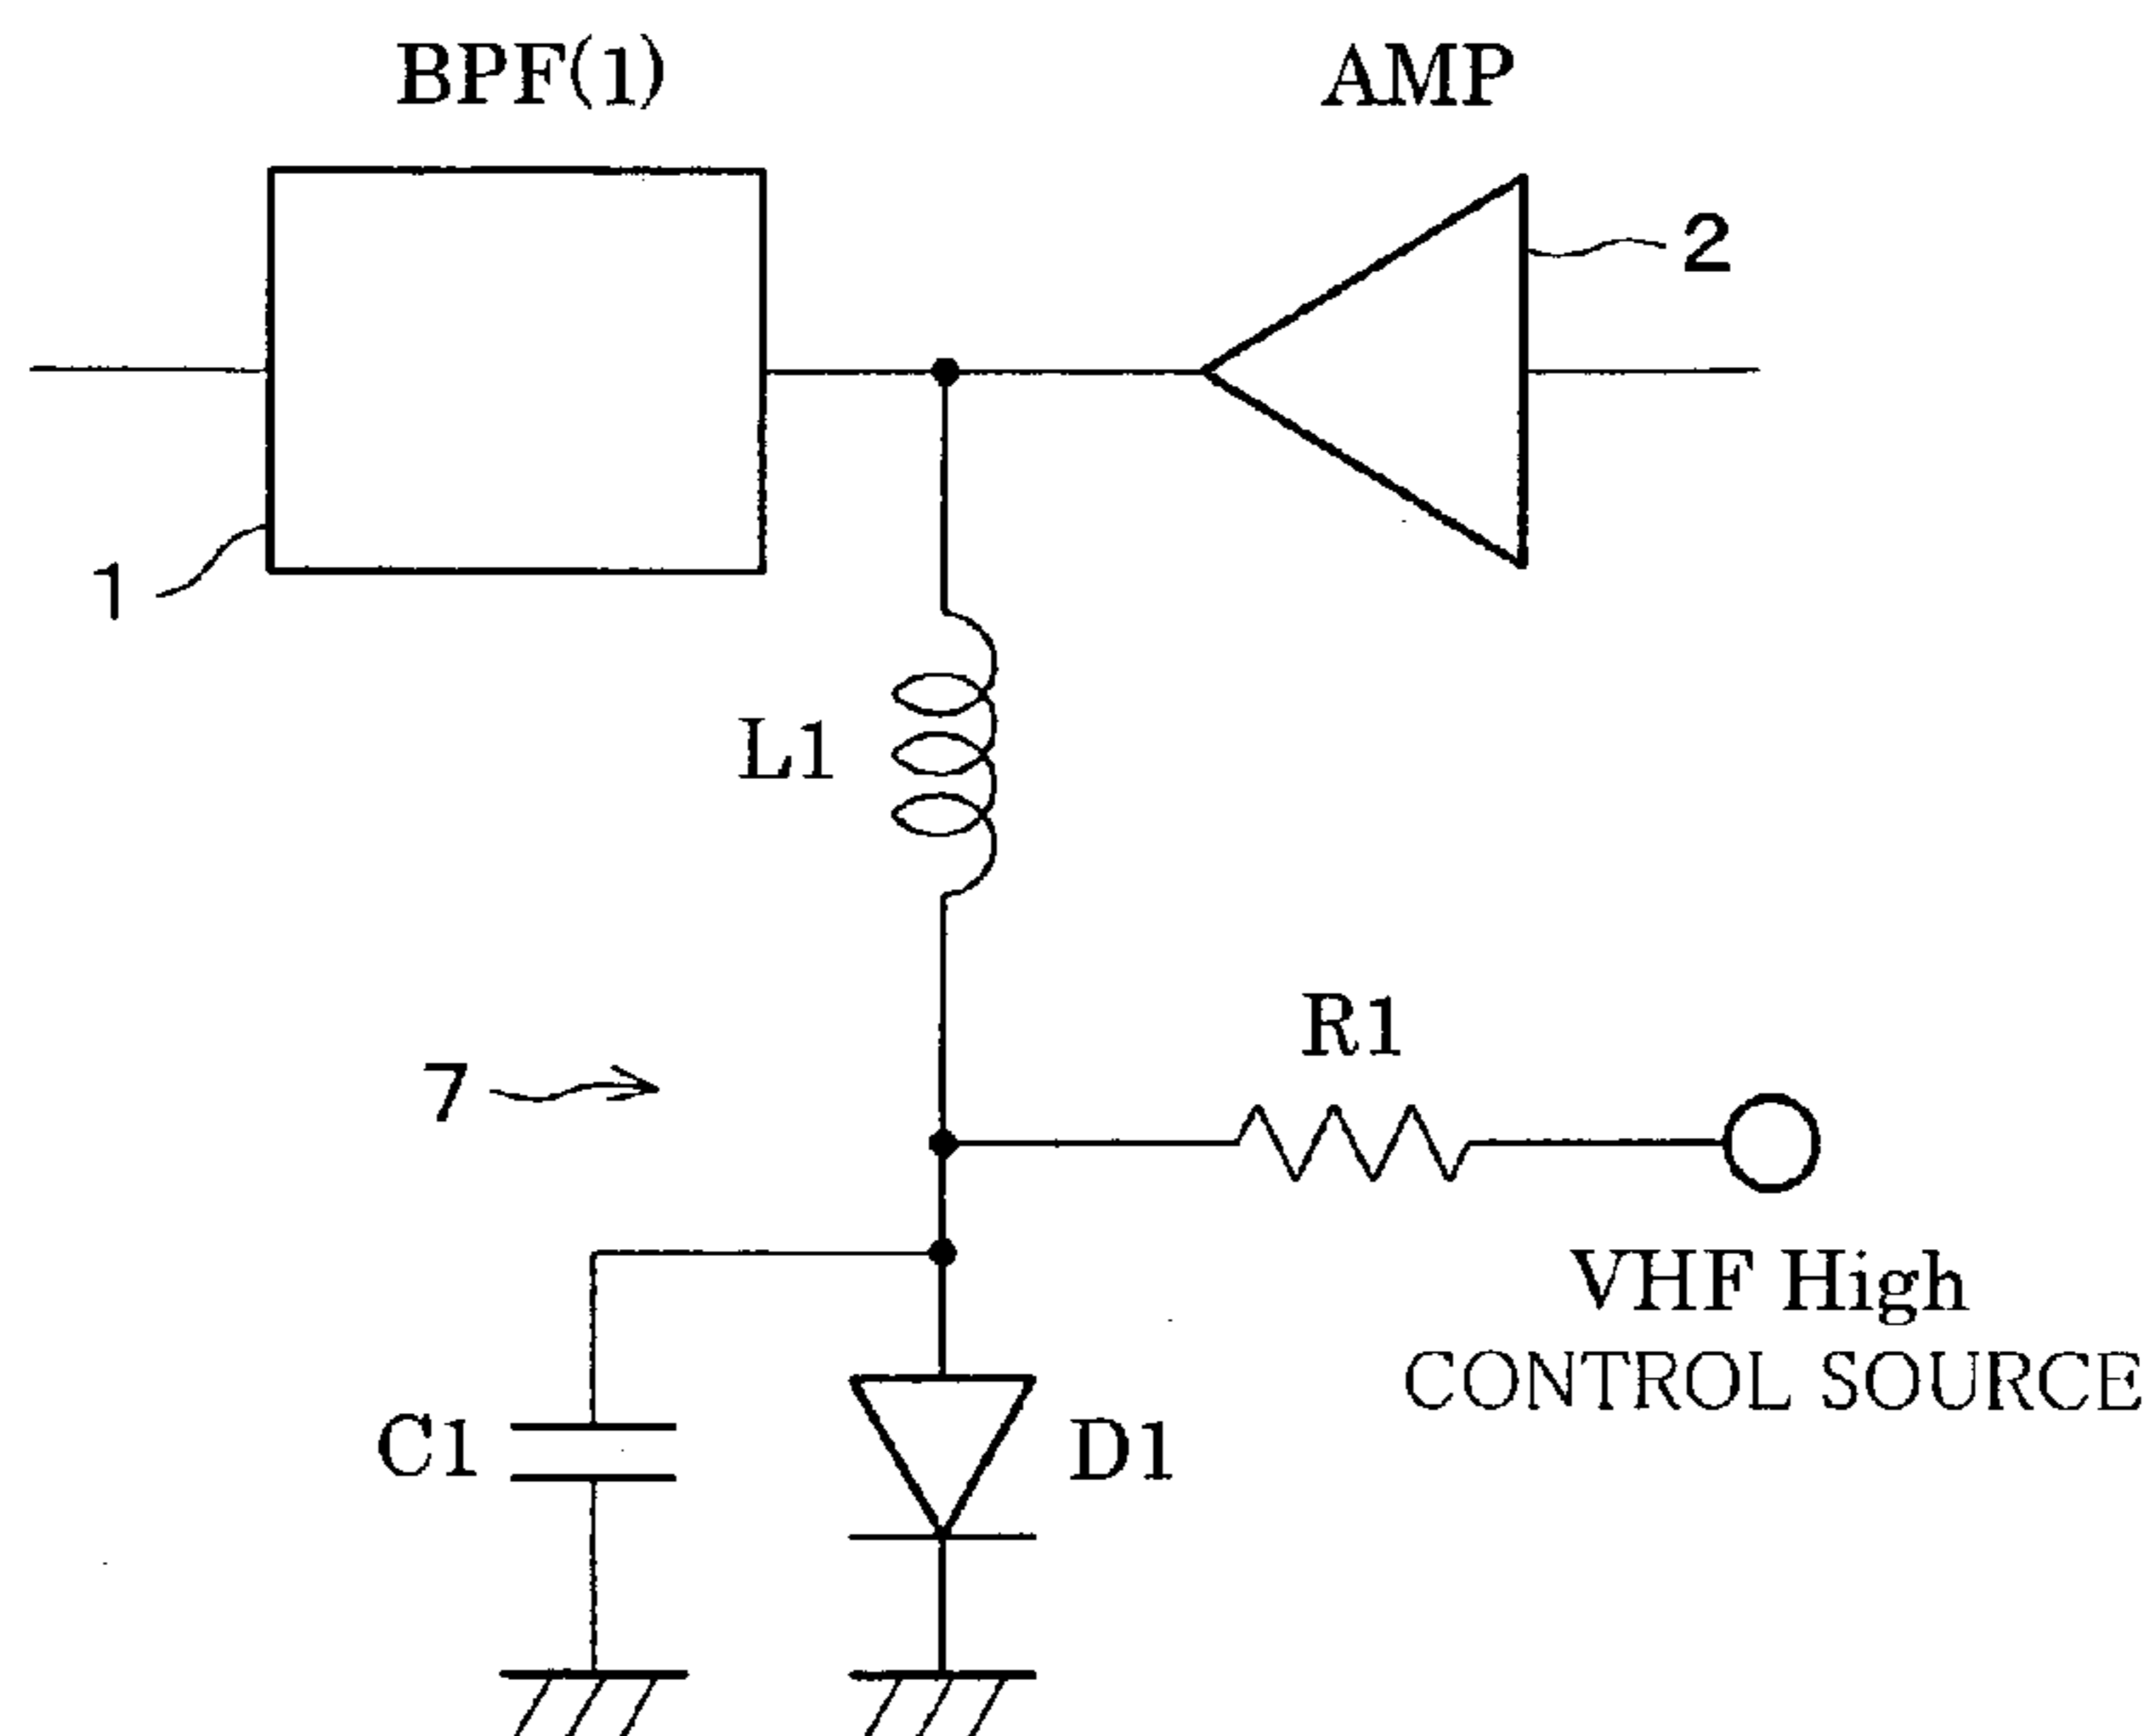 BPF(1)
AMP
2
1
L1
R1
7
VHF High
CONTROL SOURCE
C1
D1